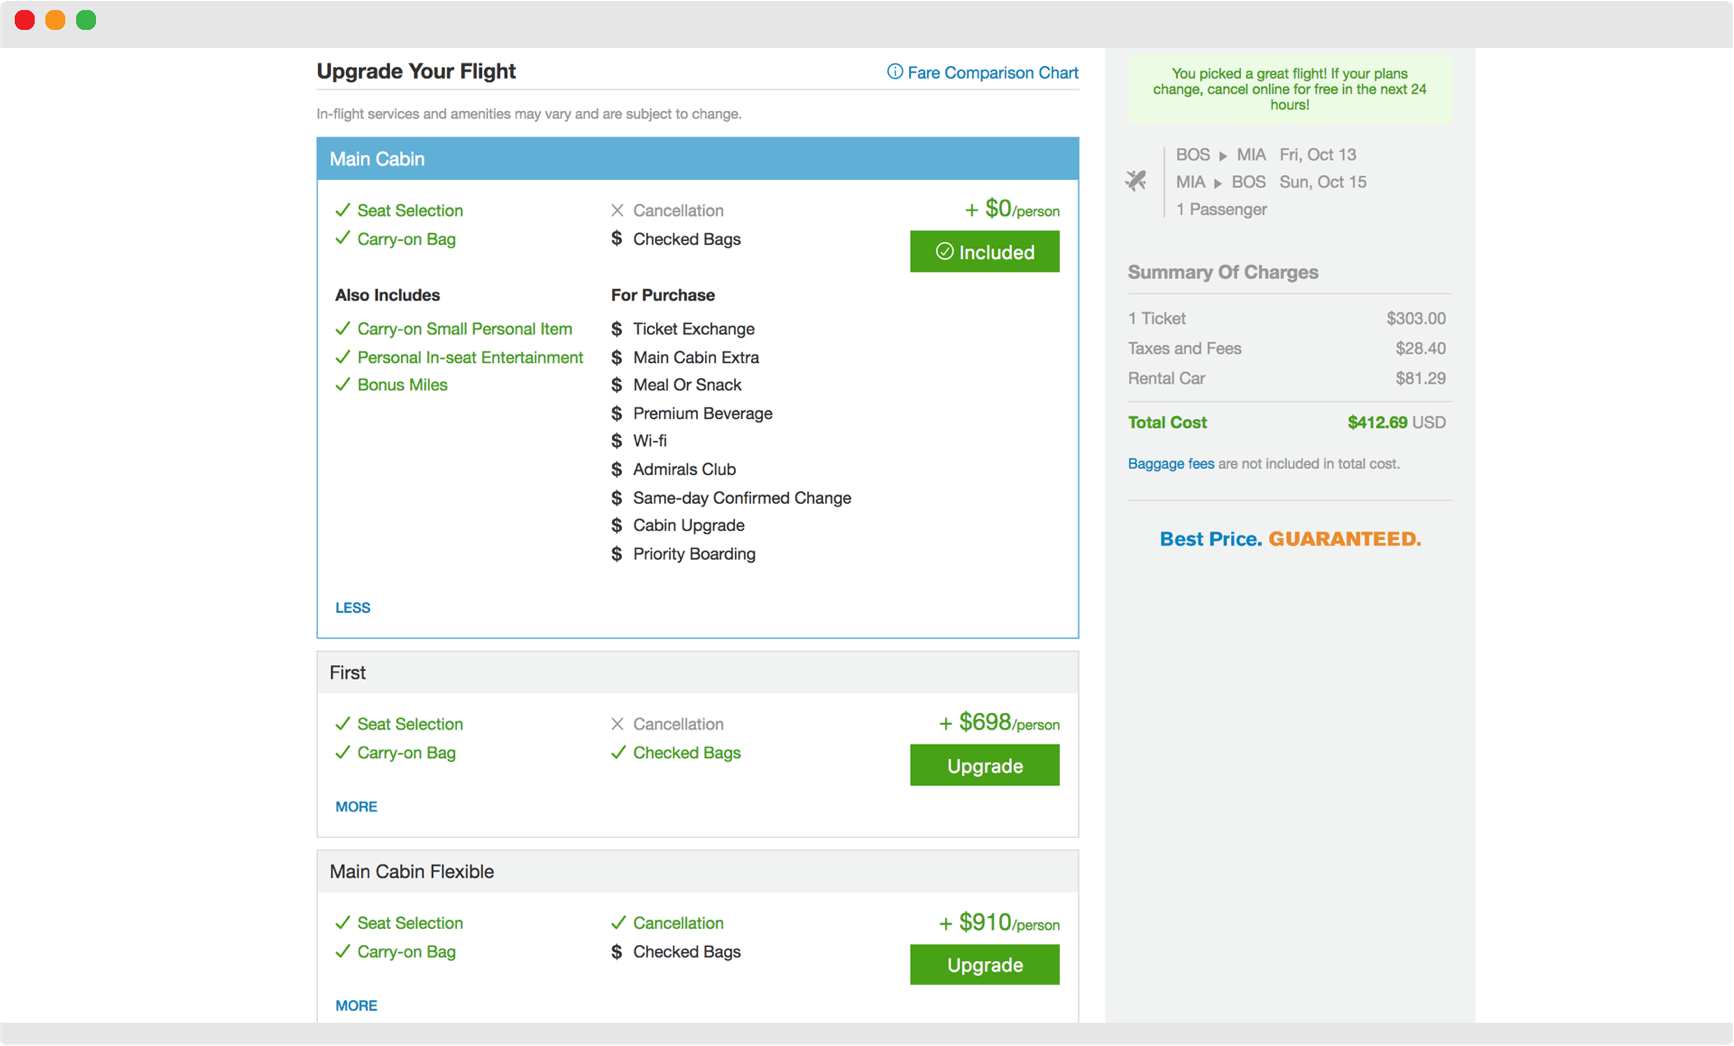 Upgrade Your Flight
Fare Comparison Chart
In-flight services and amenities may vary and are subject to change.
Main Cabin
Seat Selection
Carry-on Bag
Cancellation
$ Checked Bags
+ $0/person
Included
Also Includes
Carry-on Small Personal Item
Personal In-seat Entertainment
Bonus Miles
For Purchase
$ Ticket Exchange
$ Main Cabin Extra
$ Meal Or Snack
$ Premium Beverage
$ Wi-fi
$ Admirals Club
$ Same-day Confirmed Change
$ Cabin Upgrade
$ Priority Boarding
LESS
First
Seat Selection
Carry-on Bag
Cancellation
Checked Bags
+ $698/person
Upgrade
MORE
Main Cabin Flexible
Seat Selection
Carry-on Bag
Cancellation
$ Checked Bags
+ $910/person
Upgrade
MORE
You picked a great flight! If your plans
change, cancel online for free in the next 24
hours!
BOS ▶ MIA Fri, Oct 13
MIA ▶ BOS Sun, Oct 15
1 Passenger
Summary Of Charges
1 Ticket $303.00
Taxes and Fees $28.40
Rental Car $81.29
Total Cost $412.69 USD
Baggage fees are not included in total cost.
Best Price. GUARANTEED.